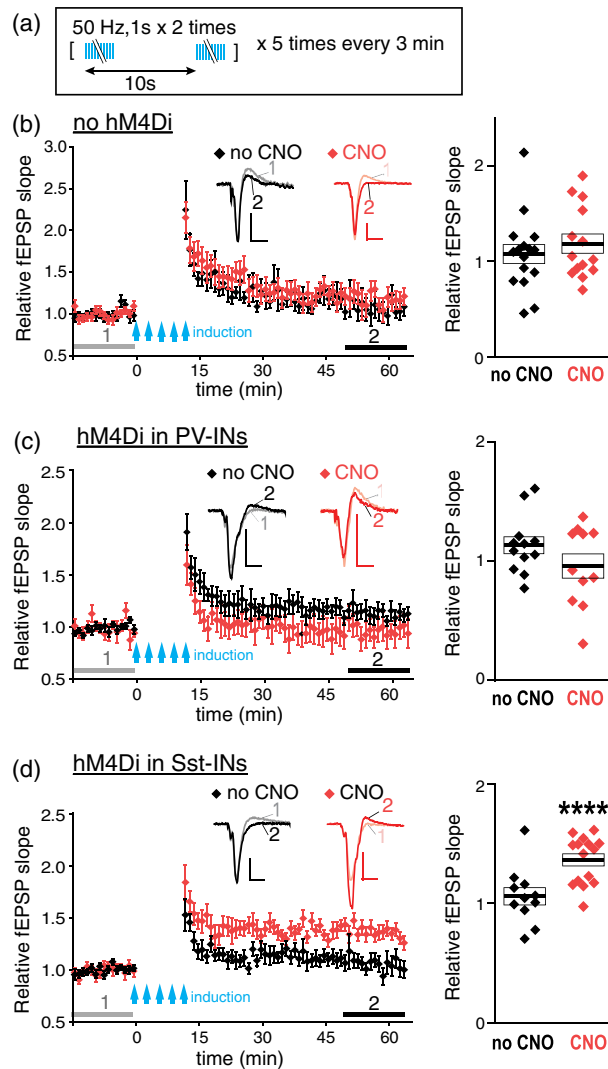 (a)
50 Hz,1s x 2 times
[ ] x 5 times every 3 min
10s
(b) no hM4Di
Relative fEPSP slope
3.0
2.5
2.0
1.5
1.0
0.5
no CNO
1
2
CNO
1
2
1
induction
2
0 15 30 45 60
time (min)
Relative fEPSP slope
2
1
0
no CNO CNO
(c) hM4Di in PV-INs
Relative fEPSP slope
2.5
2.0
1.5
1.0
0.5
no CNO
2
1
CNO
1
2
1
induction
2
0 15 30 45 60
time (min)
Relative fEPSP slope
2
1
0
no CNO CNO
(d) hM4Di in Sst-INs
Relative fEPSP slope
2.5
2.0
1.5
1.0
0.5
no CNO
1
2
CNO
2
1
1
induction
2
0 15 30 45 60
time (min)
Relative fEPSP slope
2
1
0
****
no CNO CNO